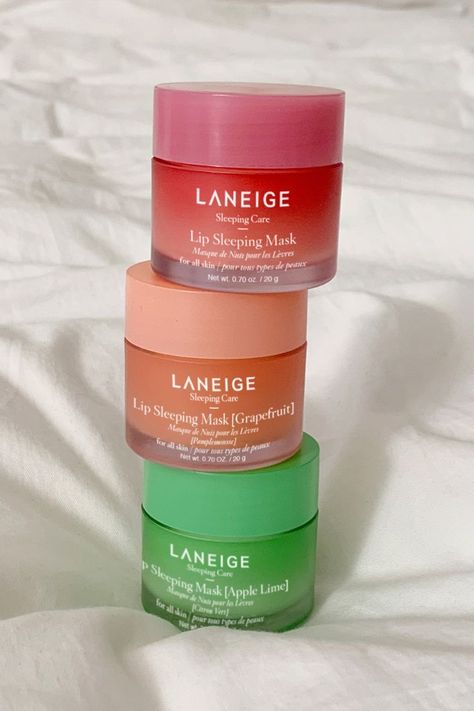 LANEIGE
Sleeping Care
Lip Sleeping Mask
Masque de Nuit pour les Lèvres
for all skin / pour tous types de peaux
Net wt. 0.70 oz. / 20 g
LANEIGE
Sleeping Care
Lip Sleeping Mask [Grapefruit]
Masque de Nuit pour les Lèvres
[Pamplemousse]
for all skin / pour tous types de peaux
Net wt. 0.70 OZ. / 20 g
LANEIGE
Sleeping Care
p Sleeping Mask [Apple Lime]
Masque de Nuit pour les Lèvres
[Citron Vert]
for all skin / pour tous types de peaux